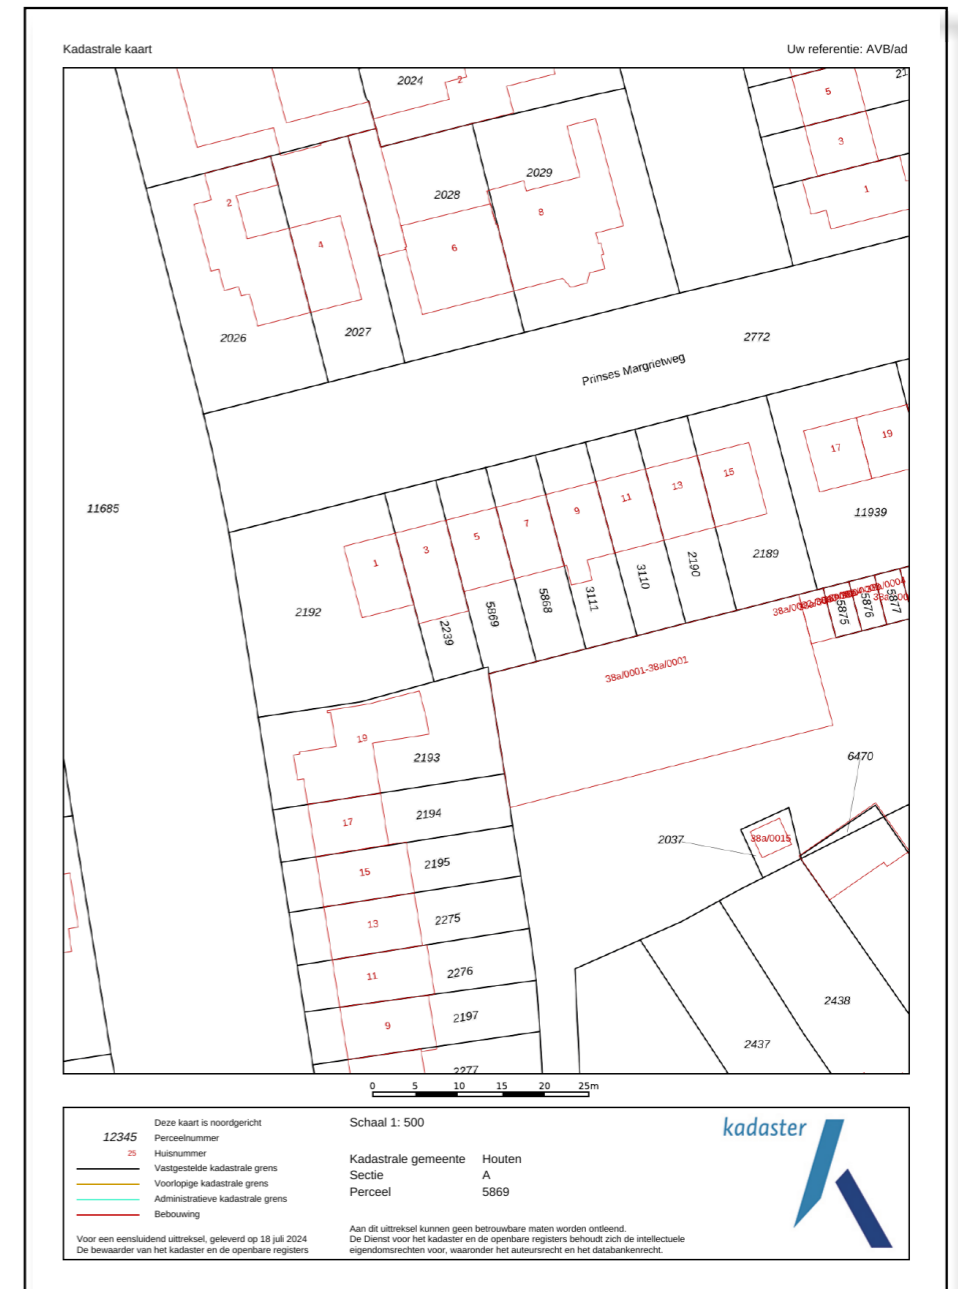 Kadastrale kaart
Uw referentie: AVB/ad
2024
2
21
5
3
1
2028
2029
2
4
6
8
2026
2027
2772
Prinses Margrietweg
17
19
11685
11939
1
3
5
7
9
11
13
15
2192
2239
5869
5868
3111
3110
2190
2189
5875
5876
5877
38a/0001-38a/0001
19
2193
17
2194
15
2195
13
2275
11
2276
9
2197
2277
6470
2037
38a/0015
2438
2437
0 5 10 15 20 25m
Deze kaart is noordgericht
12345 Perceelnummer
25 Huisnummer
Vastgestelde kadastrale grens
Voorlopige kadastrale grens
Administratieve kadastrale grens
Bebouwing
Voor een eensluidend uittreksel, geleverd op 18 juli 2024
De bewaarder van het kadaster en de openbare registers
Schaal 1: 500
Kadastrale gemeente Houten
Sectie A
Perceel 5869
Aan dit uittreksel kunnen geen betrouwbare maten worden ontleend.
De Dienst voor het kadaster en de openbare registers behoudt zich de intellectuele
eigendomsrechten voor, waaronder het auteursrecht en het databankenrecht.
kadaster